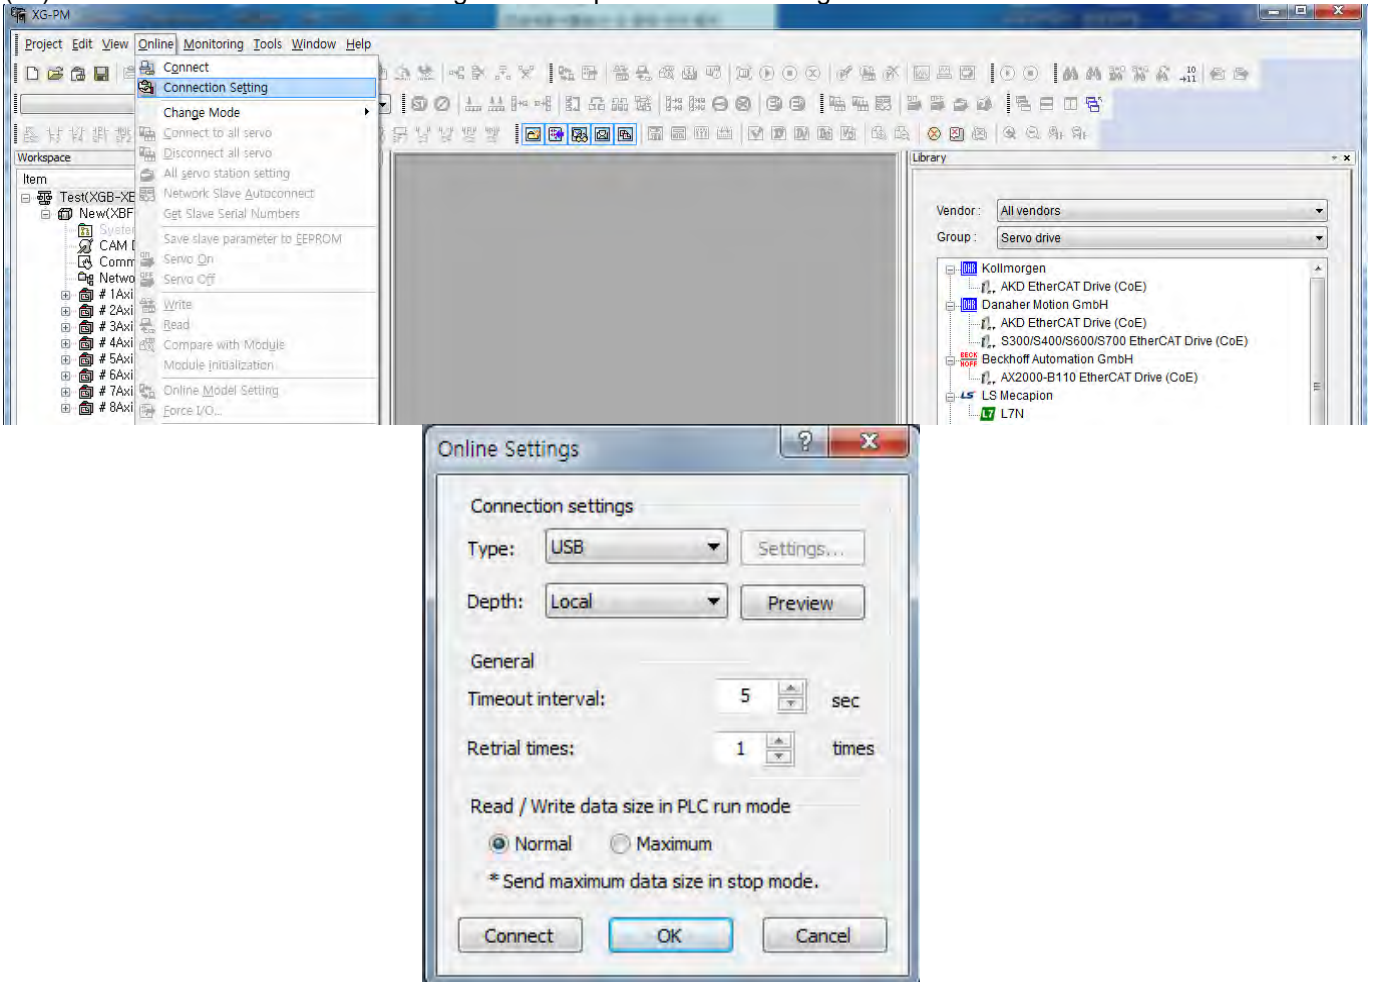 XG-PM
Project Edit View Online Monitoring Tools Window Help
Connect
Connection Setting
Change Mode
Connect to all servo
Disconnect all servo
All servo station setting
Network Slave Autoconnect
Get Slave Serial Numbers
Save slave parameter to EEPROM
Servo On
Servo Off
Write
Read
Compare with Module
Module Initialization
Online Model Setting
Force I/O...
Workspace
Item
Test(XGB-XB
New(XBF
System
CAM D
Comm
Netwo
# 1Axi
# 2Axi
# 3Axi
# 4Axi
# 5Axi
# 6Axi
# 7Axi
# 8Axi
Library
Vendor : All vendors
Group : Servo drive
Kollmorgen
AKD EtherCAT Drive (CoE)
Danaher Motion GmbH
AKD EtherCAT Drive (CoE)
S300/S400/S600/S700 EtherCAT Drive (CoE)
BECK HOFF Beckhoff Automation GmbH
AX2000-B110 EtherCAT Drive (CoE)
LS LS Mecapion
L7 L7N
Online Settings
Connection settings
Type: USB Settings...
Depth: Local Preview
General
Timeout interval: 5 sec
Retrial times: 1 times
Read / Write data size in PLC run mode
Normal Maximum
* Send maximum data size in stop mode.
Connect OK Cancel